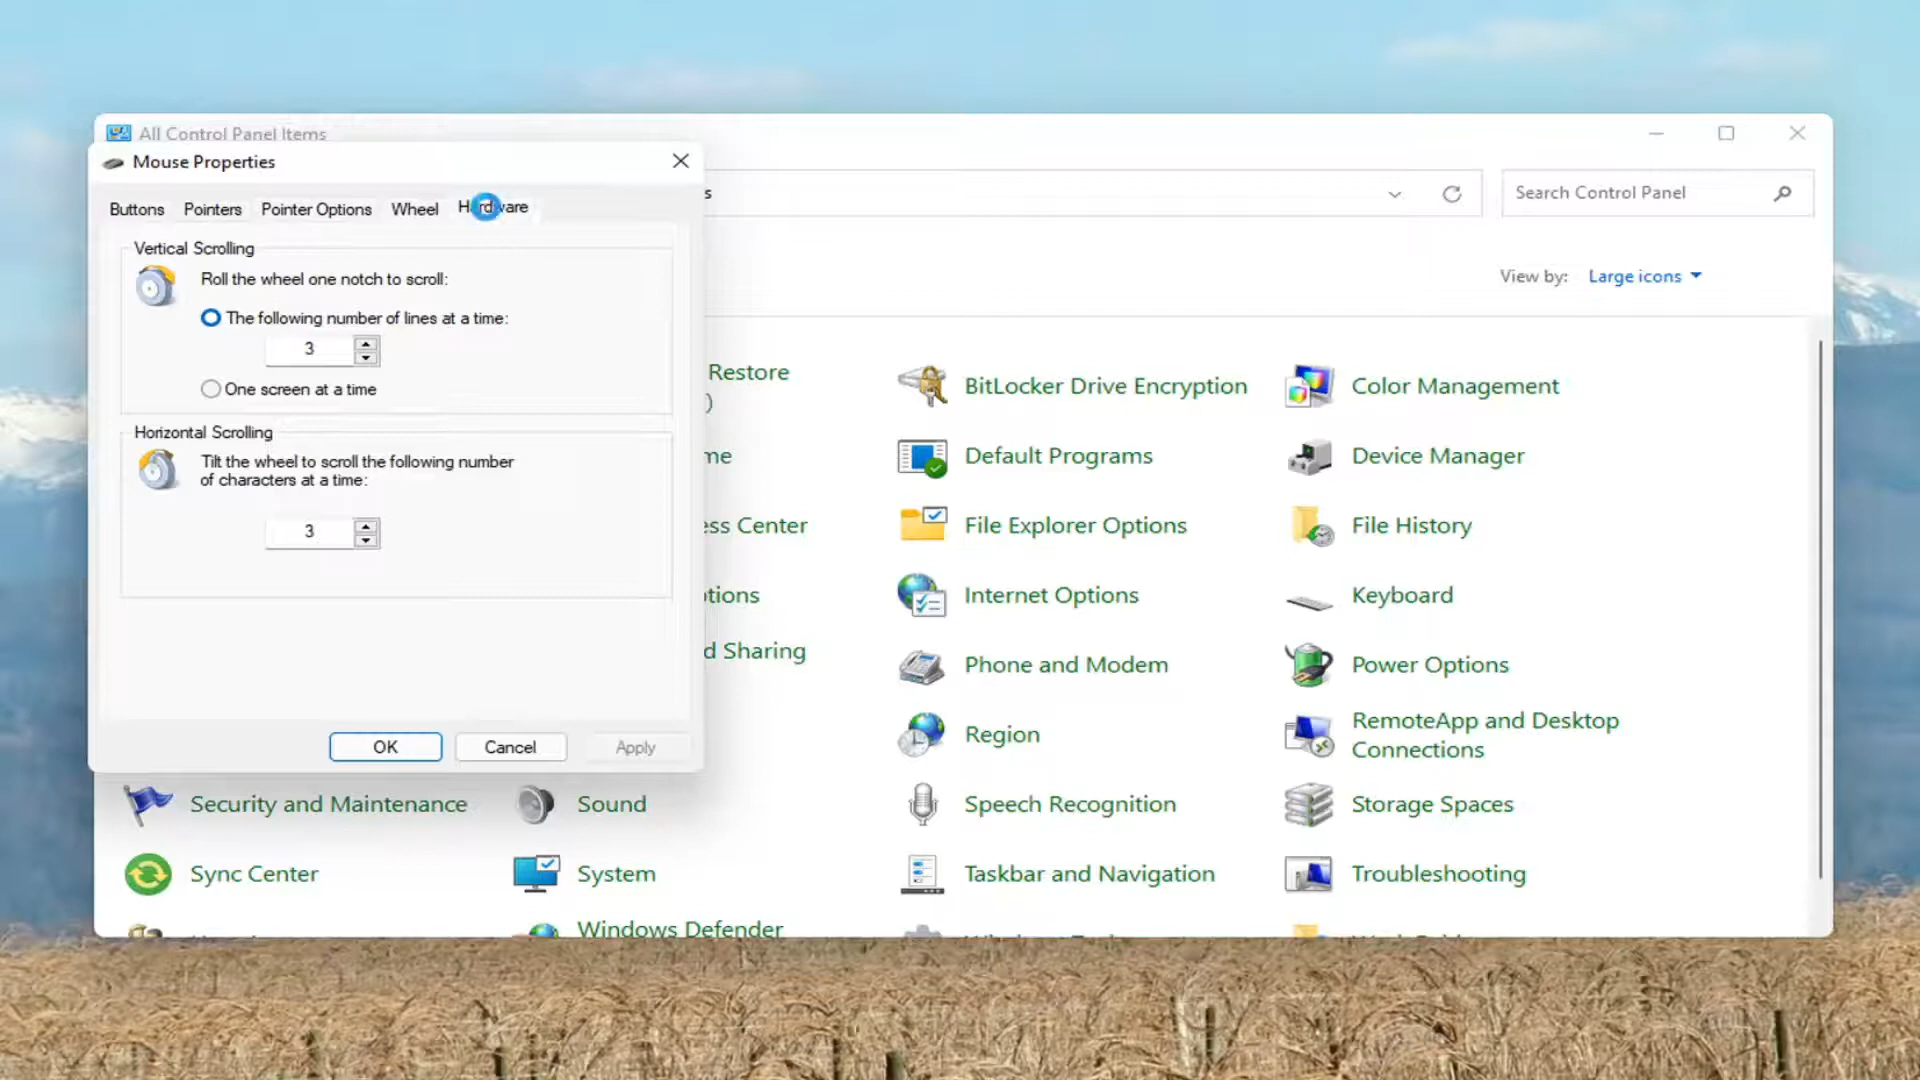 All Control Panel Items
Mouse Properties
s
Search Control Panel
Buttons
Pointers
Pointer Options
Wheel
Hardware
Vertical Scrolling
Roll the wheel one notch to scroll:
The following number of lines at a time:
3
One screen at a time
Horizontal Scrolling
Tilt the wheel to scroll the following number
of characters at a time:
3
OK
Cancel
Apply
View by:
Large icons
Restore
)
BitLocker Drive Encryption
Color Management
me
Default Programs
Device Manager
ess Center
File Explorer Options
File History
otions
Internet Options
Keyboard
d Sharing
Phone and Modem
Power Options
Region
RemoteApp and Desktop
Connections
Security and Maintenance
Sound
Speech Recognition
Storage Spaces
Sync Center
System
Taskbar and Navigation
Troubleshooting
Windows Defender